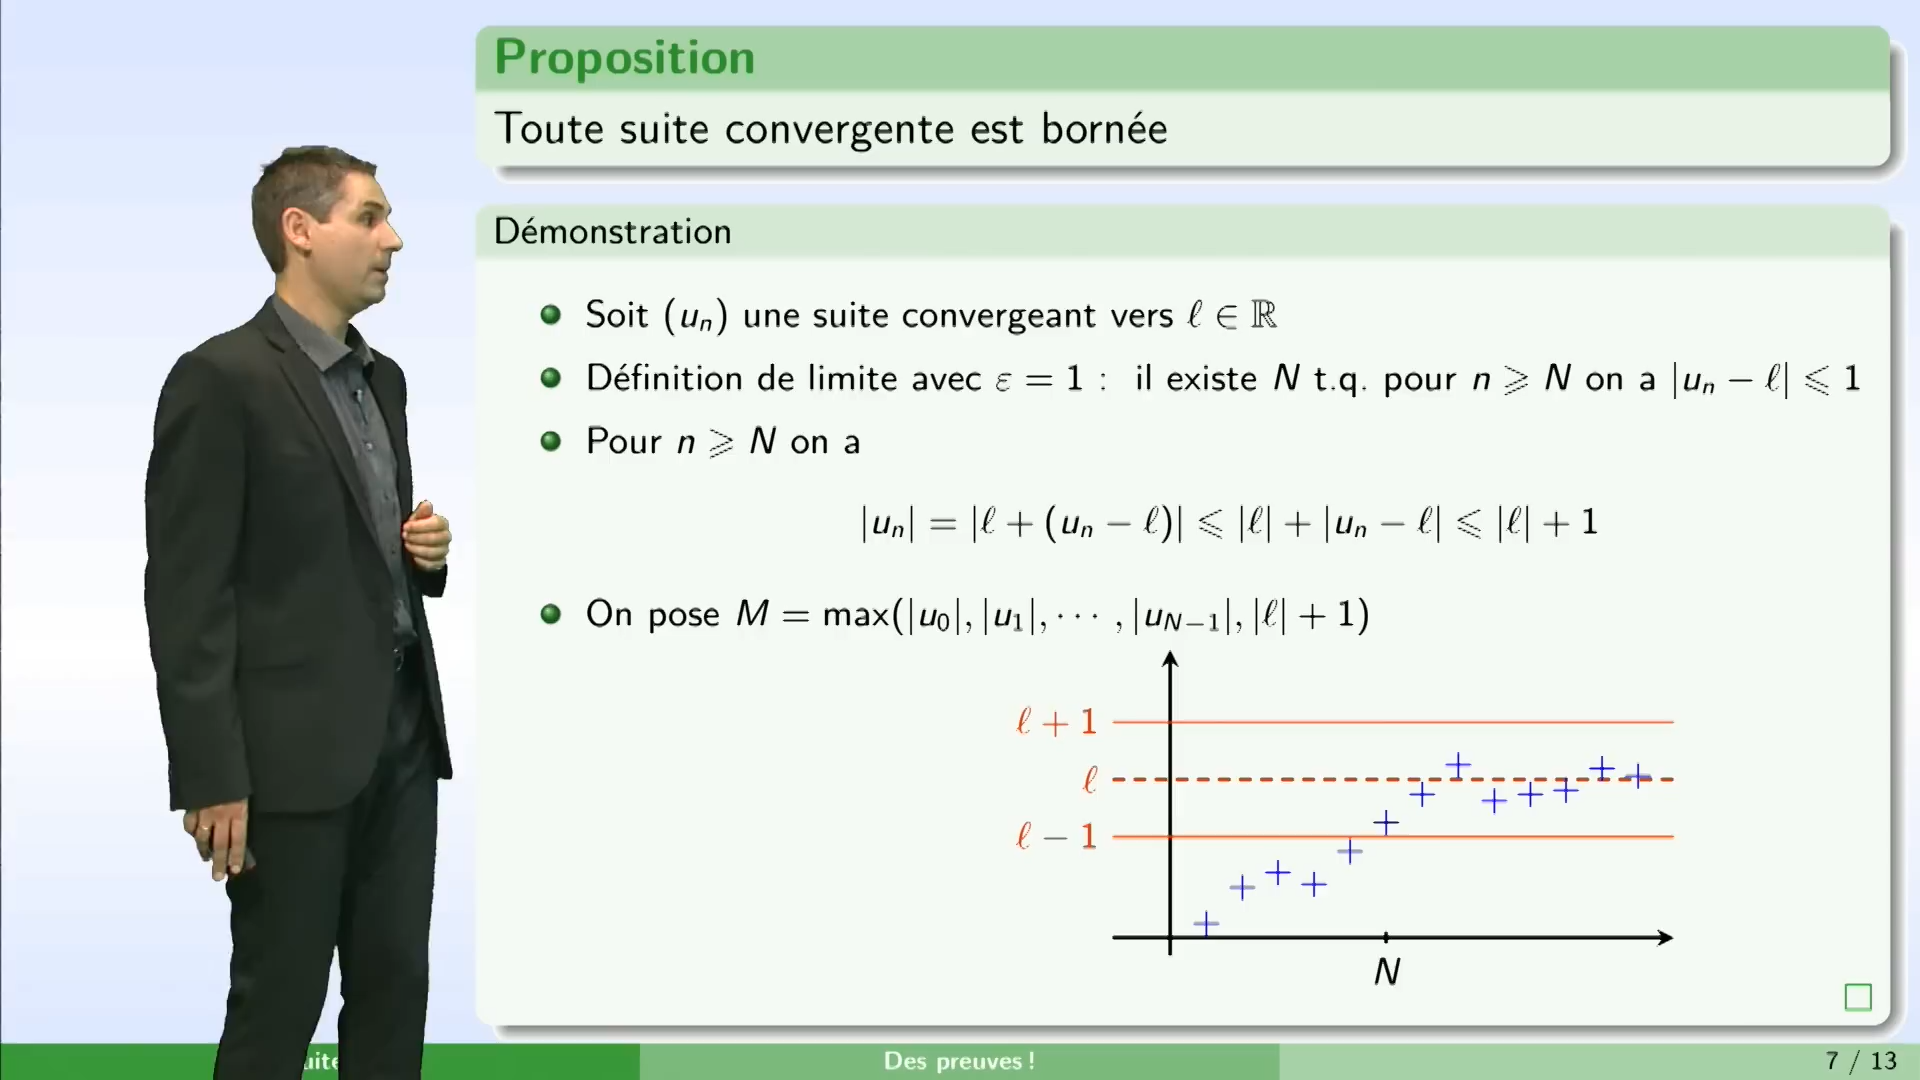 Proposition
Toute suite convergente est bornée
Démonstration
Soit (uₙ) une suite convergeant vers ℓ ∈ ℝ
Définition de limite avec ε = 1 : il existe N t.q. pour n ⩾ N on a |uₙ − ℓ| ⩽ 1
Pour n ⩾ N on a
|uₙ| = |ℓ + (uₙ − ℓ)| ⩽ |ℓ| + |uₙ − ℓ| ⩽ |ℓ| + 1
On pose M = max(|u₀|, |u₁|, ⋯ , |u_{N−1}|, |ℓ| + 1)
ℓ + 1
ℓ
ℓ − 1
N
Des preuves !
7 / 13